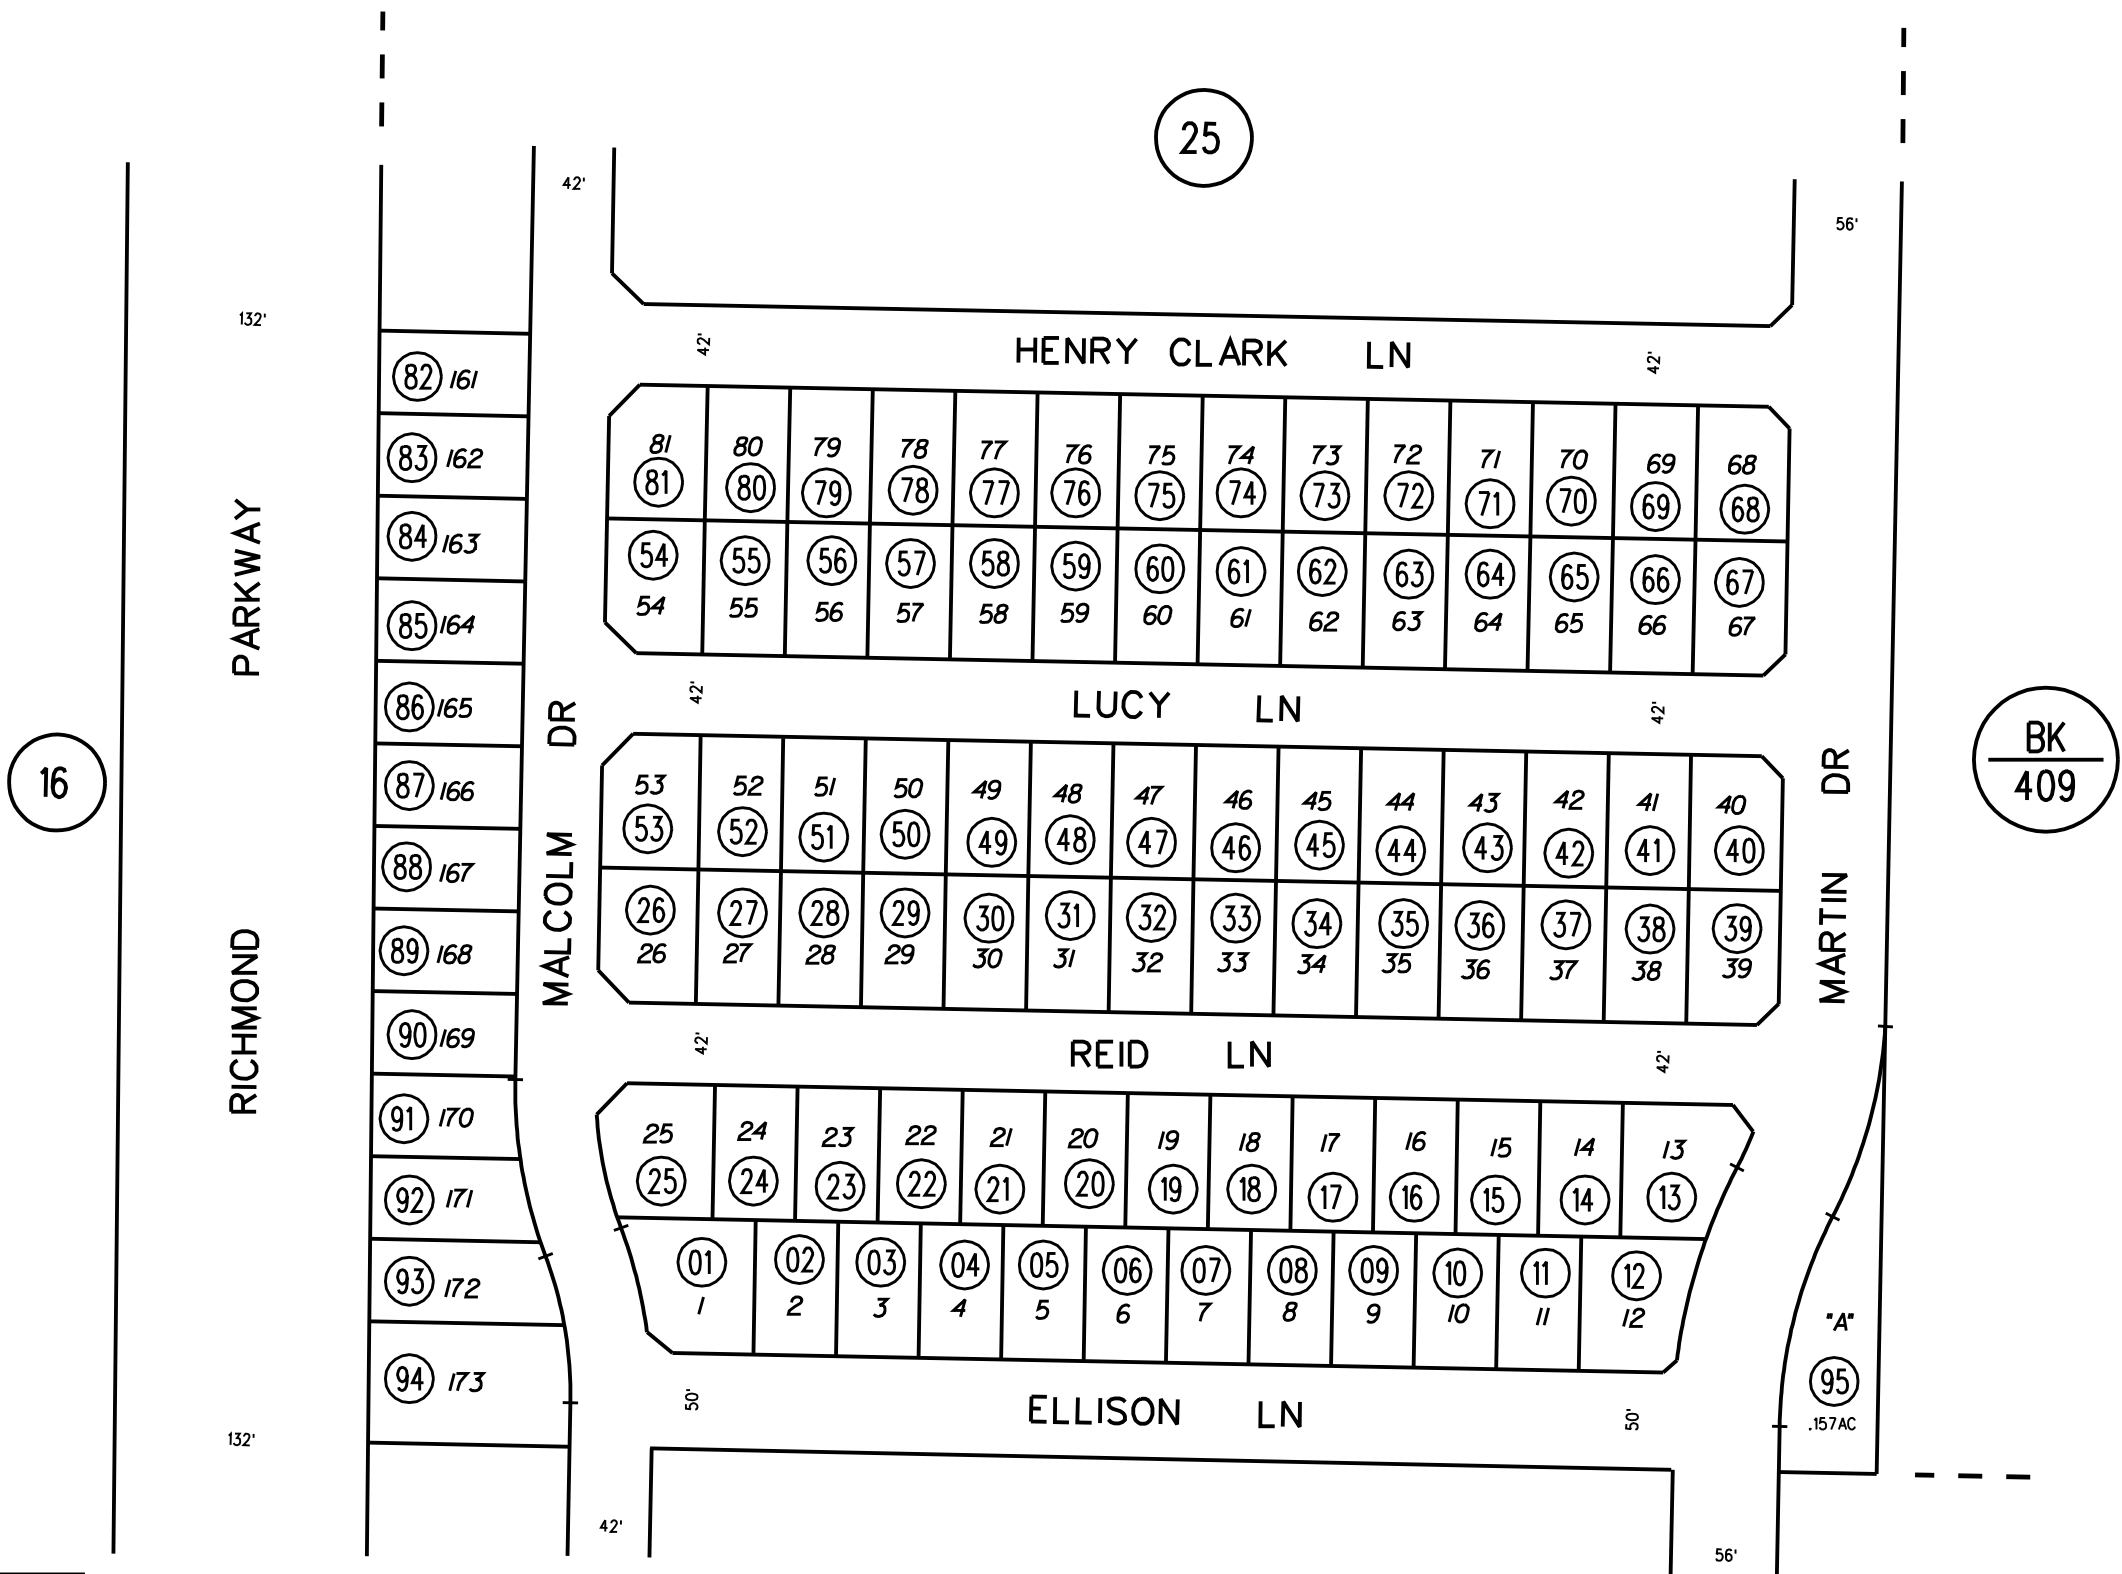 25
42'
56'
132'
42'
HENRY CLARK LN
42'
82 161
83 162
84 163
85 164
86 165
87 166
88 167
89 168
90 169
91 170
92 171
93 172
94 173
81 80 79 78 77 76 75 74 73 72 71 70 69 68
81 80 79 78 77 76 75 74 73 72 71 70 69 68
54 55 56 57 58 59 60 61 62 63 64 65 66 67
54 55 56 57 58 59 60 61 62 63 64 65 66 67
RICHMOND PARKWAY
MALCOLM DR
MARTIN DR
42'
LUCY LN
42'
16
BK
409
53 52 51 50 49 48 47 46 45 44 43 42 41 40
53 52 51 50 49 48 47 46 45 44 43 42 41 40
26 27 28 29 30 31 32 33 34 35 36 37 38 39
26 27 28 29 30 31 32 33 34 35 36 37 38 39
42'
REID LN
42'
25 24 23 22 21 20 19 18 17 16 15 14 13
25 24 23 22 21 20 19 18 17 16 15 14 13
01 02 03 04 05 06 07 08 09 10 11 12
1 2 3 4 5 6 7 8 9 10 11 12
"A"
95
.157AC
50'
ELLISON LN
50'
132'
42'
56'